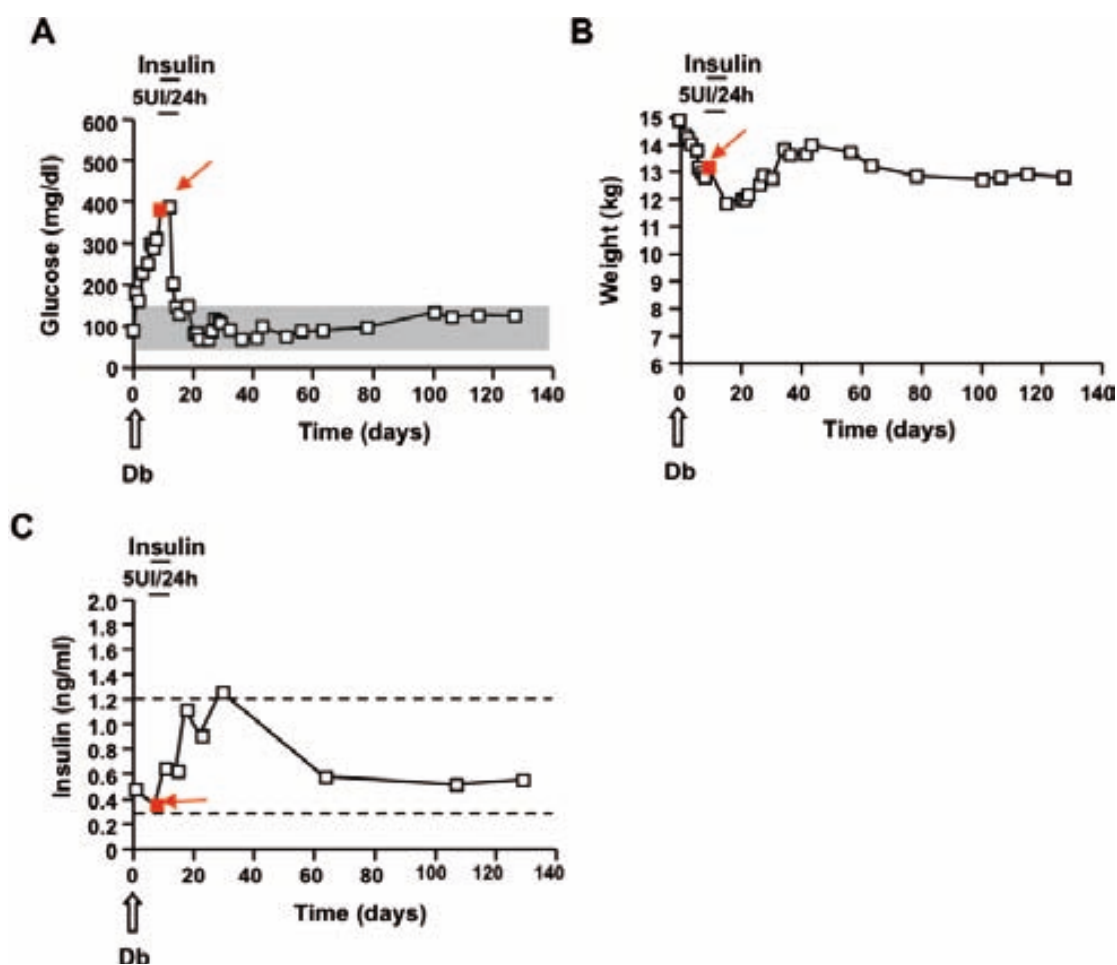 A
Insulin
5UI/24h
600
500
400
300
200
100
0
Glucose (mg/dl)
0 20 40 60 80 100 120 140
Time (days)
Db
B
Insulin
5UI/24h
15
14
13
12
11
10
9
8
7
6
Weight (kg)
0 20 40 60 80 100 120 140
Time (days)
Db
C
Insulin
5UI/24h
2.0
1.8
1.6
1.4
1.2
1.0
0.8
0.6
0.4
0.2
0
Insulin (ng/ml)
0 20 40 60 80 100 120 140
Time (days)
Db